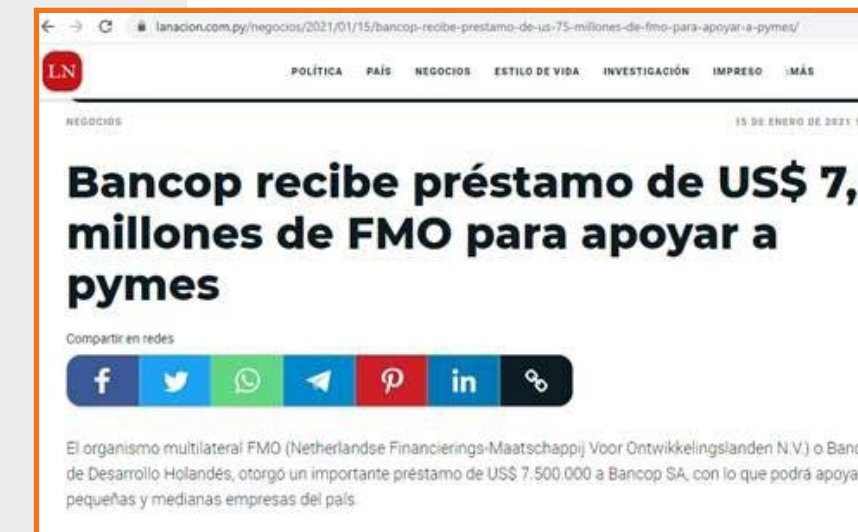 lanacion.com.py/negocios/2021/01/15/bancop-recibe-prestamo-de-us-75-millones-de-fmo-para-apoyar-a-pymes/
LN POLÍTICA PAÍS NEGOCIOS ESTILO DE VIDA INVESTIGACIÓN IMPRESO :MÁS
NEGOCIOS 15 DE ENERO DE 2021
Bancop recibe préstamo de US$ 7,
millones de FMO para apoyar a
pymes
Compartir en redes
El organismo multilateral FMO (Netherlandse Financierings-Maatschappij Voor Ontwikkelingslanden N.V.) o Banc
de Desarrollo Holandés, otorgó un importante préstamo de US$ 7.500.000 a Bancop SA, con lo que podrá apoya
pequeñas y medianas empresas del país.